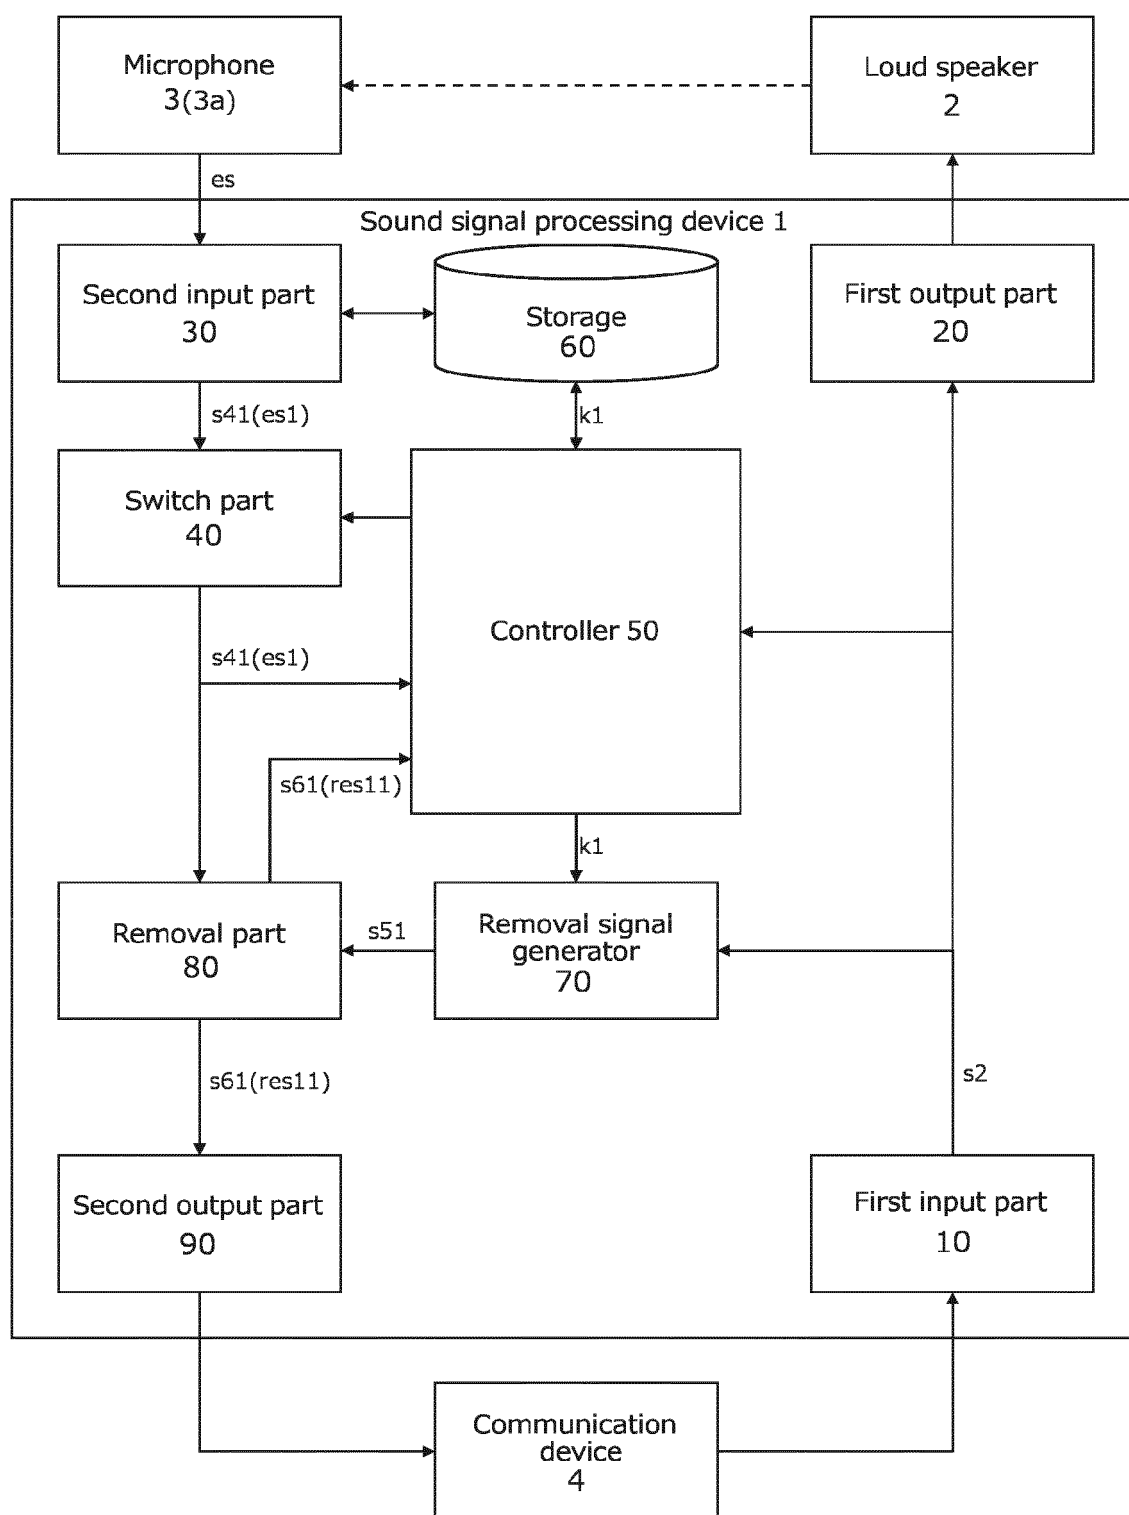 Microphone
3(3a)
Loud speaker
2
es
Sound signal processing device 1
Second input part
30
Storage
60
First output part
20
s41(es1)
k1
Switch part
40
Controller 50
s41(es1)
s61(res11)
k1
Removal part
80
s51
Removal signal
generator
70
s61(res11)
s2
Second output part
90
First input part
10
Communication
device
4